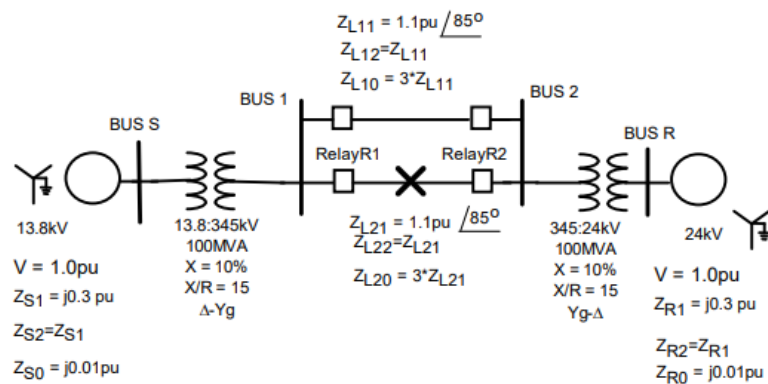 Z_L11 = 1.1pu /85º
Z_L12=Z_L11
Z_L10 = 3*Z_L11
BUS 1
BUS 2
BUS S
BUS R
RelayR1
RelayR2
13.8kV
13.8:345kV
100MVA
X = 10%
X/R = 15
Δ-Yg
Z_L21 = 1.1pu /85º
Z_L22=Z_L21
Z_L20 = 3*Z_L21
345:24kV
100MVA
X = 10%
X/R = 15
Yg-Δ
24kV
V = 1.0pu
Z_S1 = j0.3 pu
Z_S2=Z_S1
Z_S0 = j0.01pu
V = 1.0pu
Z_R1 = j0.3 pu
Z_R2=Z_R1
Z_R0 = j0.01pu